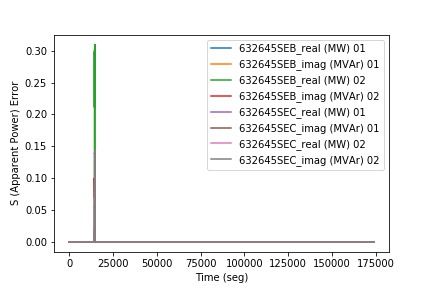 632645SEB_real (MW) 01
632645SEB_imag (MVAr) 01
632645SEB_real (MW) 02
632645SEB_imag (MVAr) 02
632645SEC_real (MW) 01
632645SEC_imag (MVAr) 01
632645SEC_real (MW) 02
632645SEC_imag (MVAr) 02
S (Apparent Power) Error
0.30
0.25
0.20
0.15
0.10
0.05
0.00
0 25000 50000 75000 100000 125000 150000 175000
Time (seg)